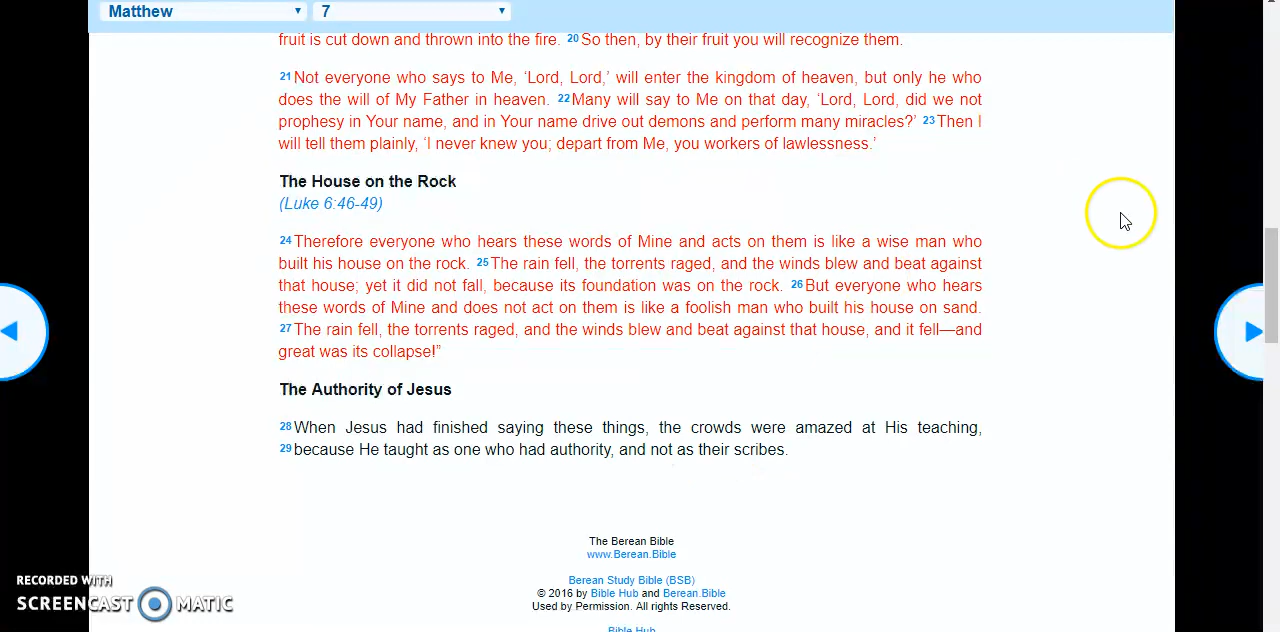 Matthew 7
fruit is cut down and thrown into the fire. 20 So then, by their fruit you will recognize them.
21 Not everyone who says to Me, ‘Lord, Lord,’ will enter the kingdom of heaven, but only he who
does the will of My Father in heaven. 22 Many will say to Me on that day, ‘Lord, Lord, did we not
prophesy in Your name, and in Your name drive out demons and perform many miracles?’ 23 Then I
will tell them plainly, ‘I never knew you; depart from Me, you workers of lawlessness.’
The House on the Rock
(Luke 6:46-49)
24 Therefore everyone who hears these words of Mine and acts on them is like a wise man who
built his house on the rock. 25 The rain fell, the torrents raged, and the winds blew and beat against
that house; yet it did not fall, because its foundation was on the rock. 26 But everyone who hears
these words of Mine and does not act on them is like a foolish man who built his house on sand.
27 The rain fell, the torrents raged, and the winds blew and beat against that house, and it fell—and
great was its collapse!”
The Authority of Jesus
28 When Jesus had finished saying these things, the crowds were amazed at His teaching,
29 because He taught as one who had authority, and not as their scribes.
The Berean Bible
www.Berean.Bible
Berean Study Bible (BSB)
© 2016 by Bible Hub and Berean.Bible
Used by Permission. All rights Reserved.
Bible Hub
RECORDED WITH
SCREENCAST MATIC